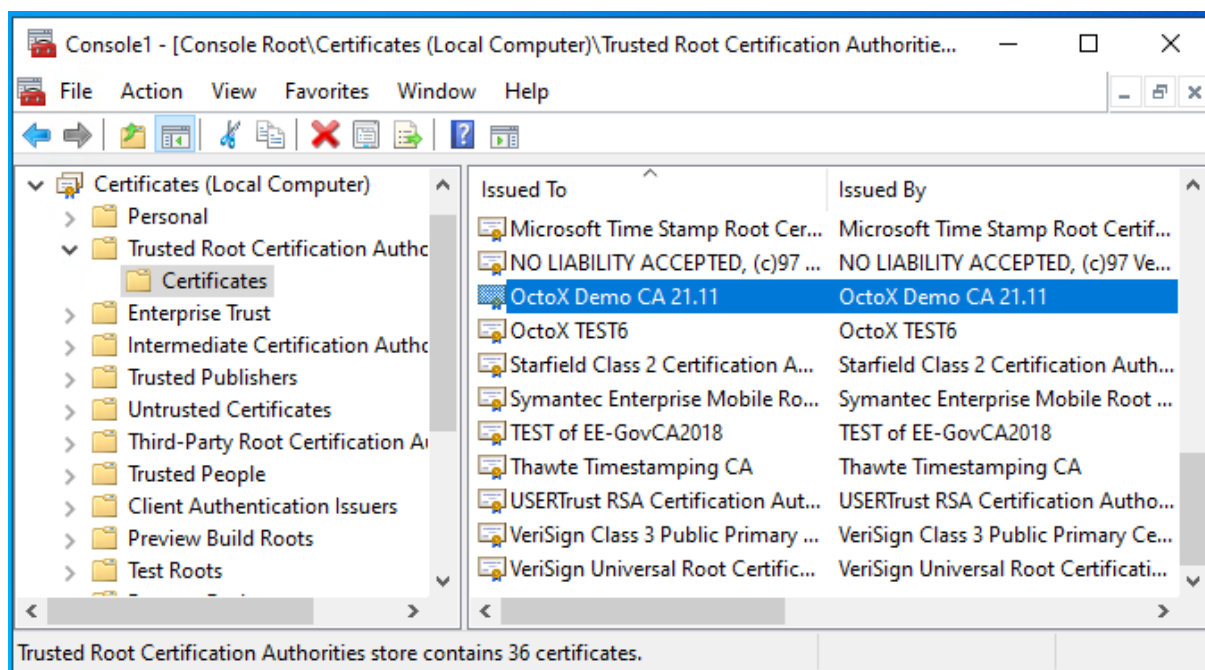 Console1 - [Console Root\Certificates (Local Computer)\Trusted Root Certification Authoritie...
File Action View Favorites Window Help
Certificates (Local Computer)
Personal
Trusted Root Certification Authc
Certificates
Enterprise Trust
Intermediate Certification Authc
Trusted Publishers
Untrusted Certificates
Third-Party Root Certification Au
Trusted People
Client Authentication Issuers
Preview Build Roots
Test Roots
Issued To Issued By
Microsoft Time Stamp Root Cer... Microsoft Time Stamp Root Certif...
NO LIABILITY ACCEPTED, (c)97 ... NO LIABILITY ACCEPTED, (c)97 Ve...
OctoX Demo CA 21.11 OctoX Demo CA 21.11
OctoX TEST6 OctoX TEST6
Starfield Class 2 Certification A... Starfield Class 2 Certification Auth...
Symantec Enterprise Mobile Ro... Symantec Enterprise Mobile Root ...
TEST of EE-GovCA2018 TEST of EE-GovCA2018
Thawte Timestamping CA Thawte Timestamping CA
USERTrust RSA Certification Aut... USERTrust RSA Certification Autho...
VeriSign Class 3 Public Primary ... VeriSign Class 3 Public Primary Ce...
VeriSign Universal Root Certific... VeriSign Universal Root Certificati...
Trusted Root Certification Authorities store contains 36 certificates.